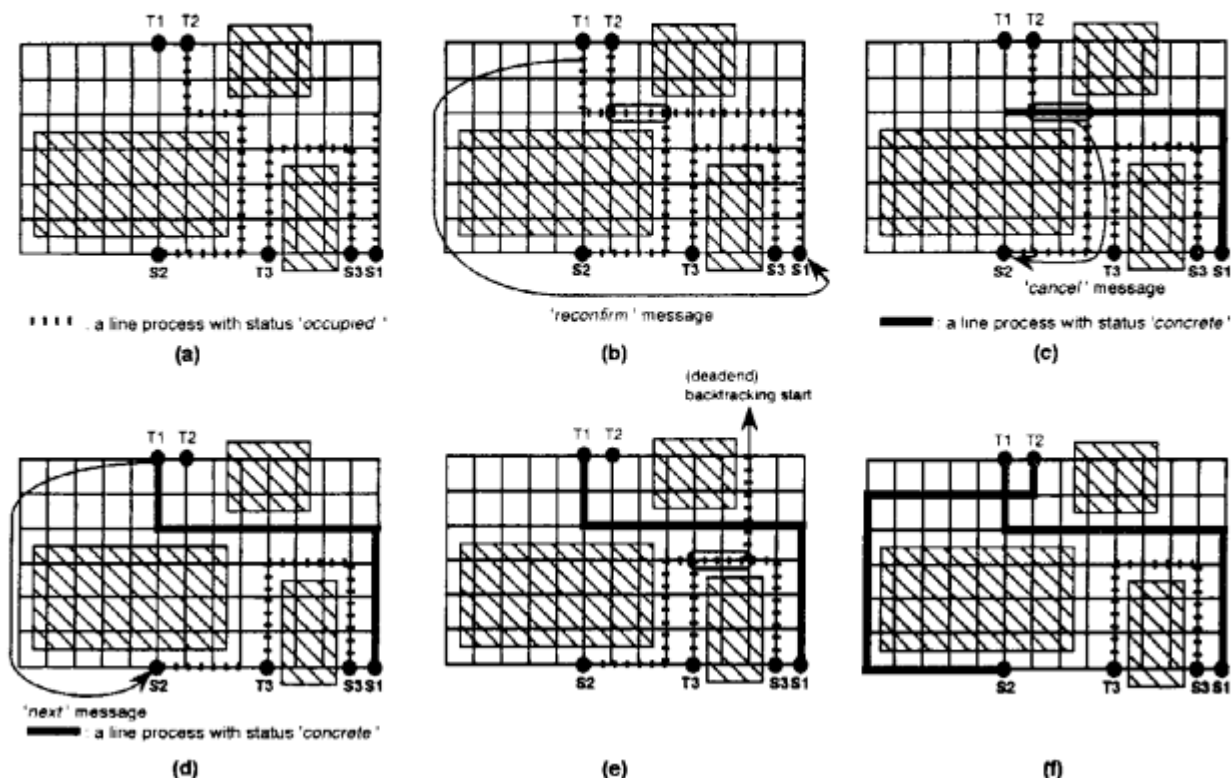 T1 T2
S2 T3 S3 S1
: a line process with status 'occupied'
(a)
T1 T2
S2 T3 S3 S1
'reconfirm' message
(b)
T1 T2
S2 T3 S3 S1
'cancel' message
: a line process with status 'concrete'
(c)
T1 T2
S2 T3 S3 S1
'next' message
: a line process with status 'concrete'
(d)
(deadend)
backtracking start
T1 T2
S2 T3 S3 S1
(e)
T1 T2
S2 T3 S3 S1
(f)